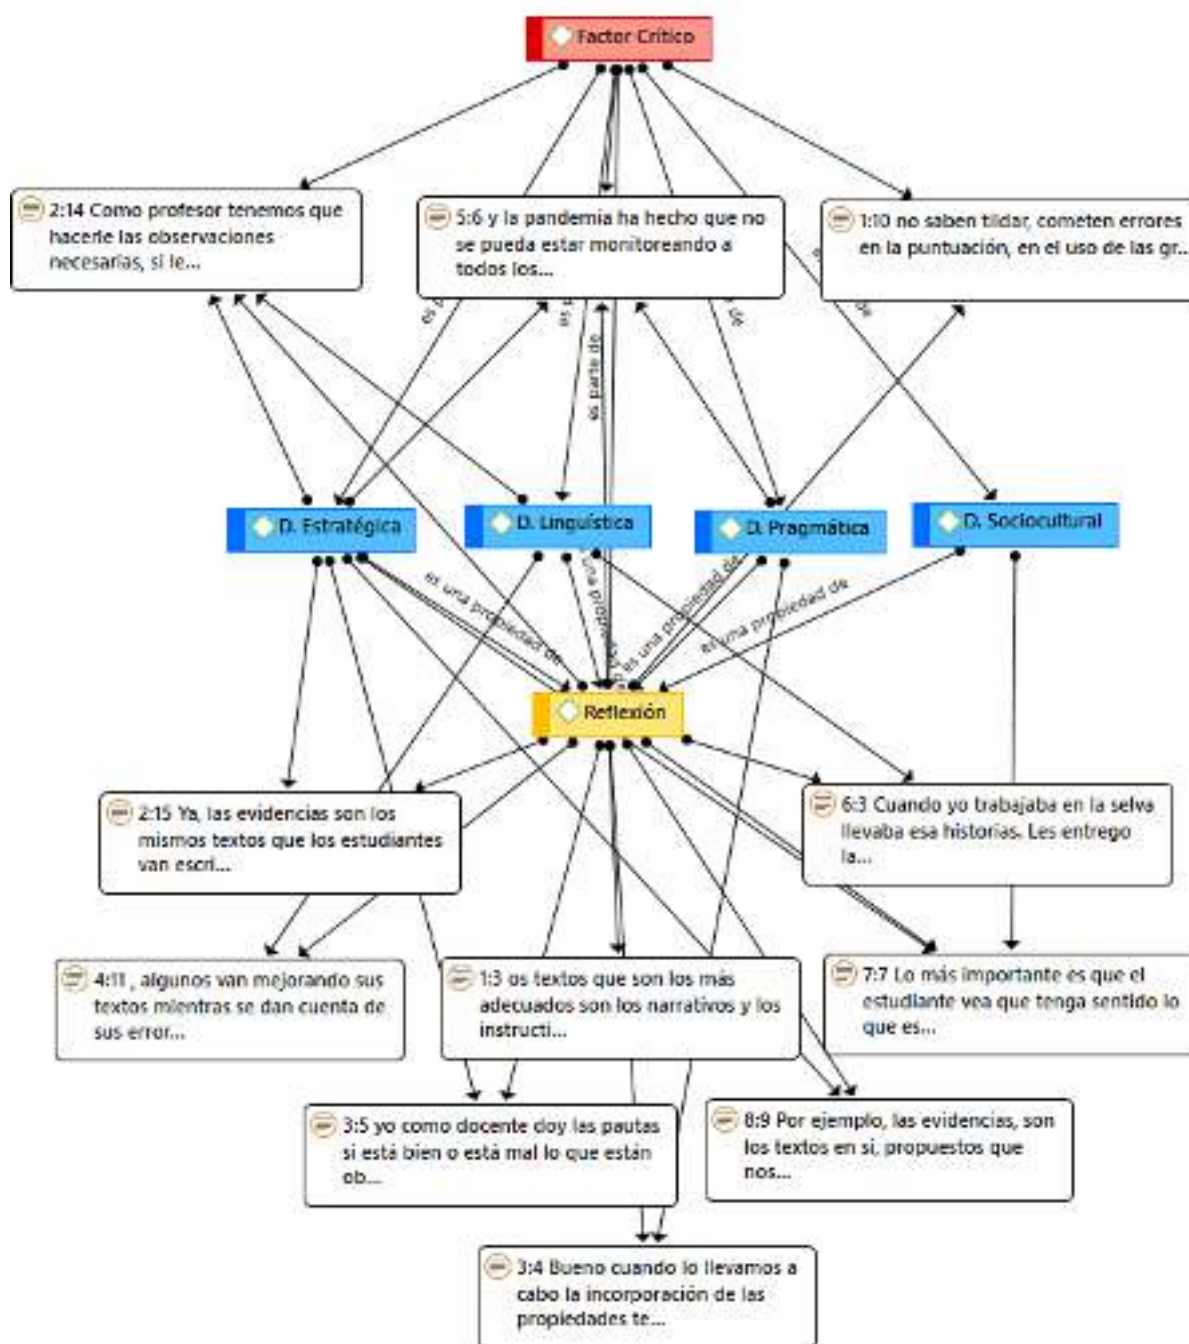 Factor Crítico
2:14 Como profesor tenemos que
hacerle las observaciones
necesarias, si le...
5:6 y la pandemia ha hecho que no
se pueda estar monitoreando a
todos los...
1:10 no saben tildar, cometen errores
en la puntuación, en el uso de las gr...
es parte de
de
D. Estratégica
D. Linguística
D. Pragmática
D. Sociocultural
es una propiedad de
es una propiedad de
es una propiedad de
Reflexión
2:15 Ya, las evidencias son los
mismos textos que los estudiantes
van escri...
6:3 Cuando yo trabajaba en la selva
llevaba esa historias. Les entrego
la...
4:11 , algunos van mejorando sus
textos mientras se dan cuenta de
sus error...
1:3 os textos que son los más
adecuados son los narrativos y los
instructi...
7:7 Lo más importante es que el
estudiante vea que tenga sentido lo
que es...
3:5 yo como docente doy las pautas
si está bien o está mal lo que están
ob...
8:9 Por ejemplo, las evidencias, son
los textos en si, propuestos que
nos...
3:4 Bueno cuando lo llevamos a
cabo la incorporación de las
propiedades te...